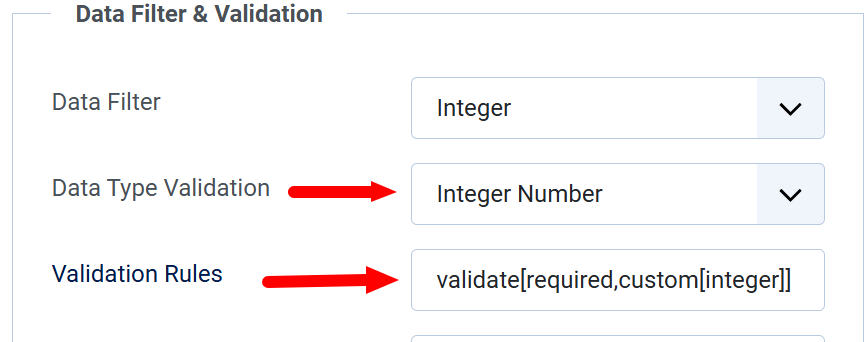 Data Filter & Validation
Data Filter
Integer
Data Type Validation
Integer Number
Validation Rules
validate[required,custom[integer]]